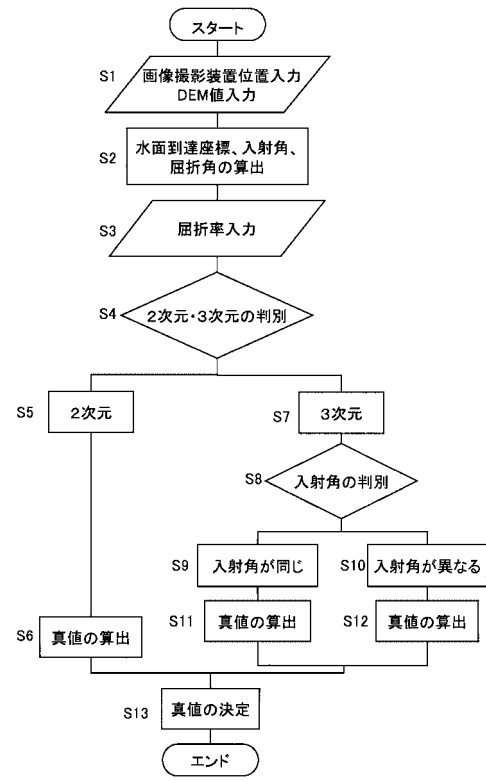 スタート
S1
画像撮影装置位置入力
DEM値入力
S2
水面到達座標、入射角、
屈折角の算出
S3
屈折率入力
S4
2次元・3次元の判別
S5
2次元
S7
3次元
S8
入射角の判別
S9
入射角が同じ
S10
入射角が異なる
S6
真値の算出
S11
真値の算出
S12
真値の算出
S13
真値の決定
エンド